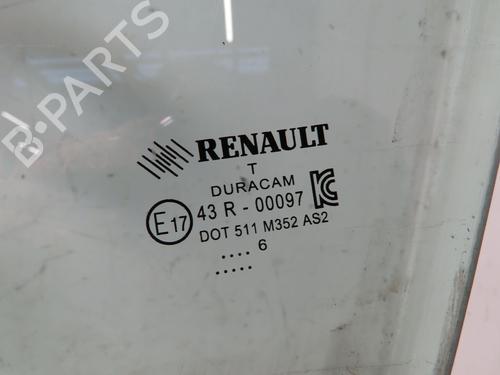 B-PARTS
RENAULT
T
DURACAM
E17 43 R - 00097
DOT 511 M352 AS2
.... 6
.....